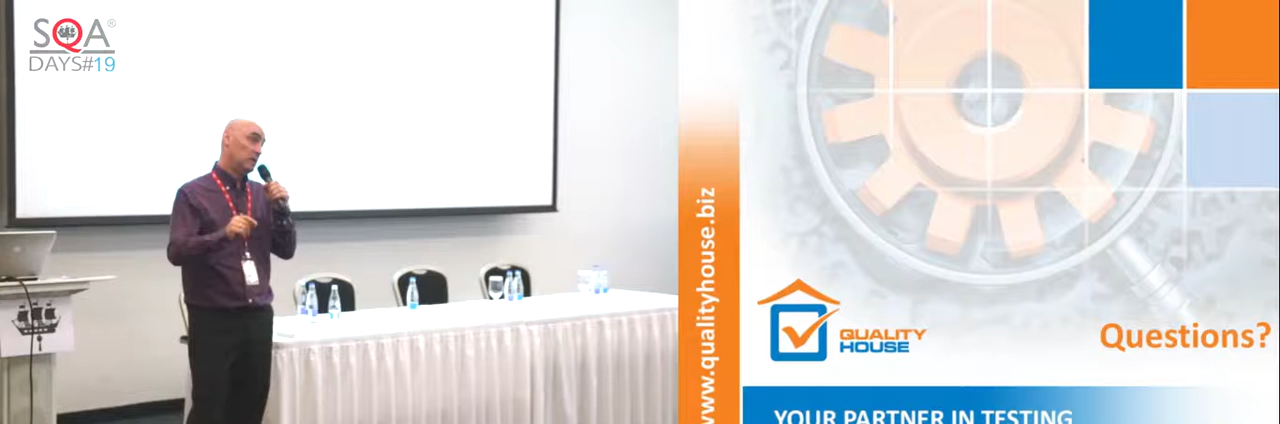 SQA®
DAYS#19
www.qualityhouse.biz
QUALITY
HOUSE
Questions?
YOUR PARTNER IN TESTING